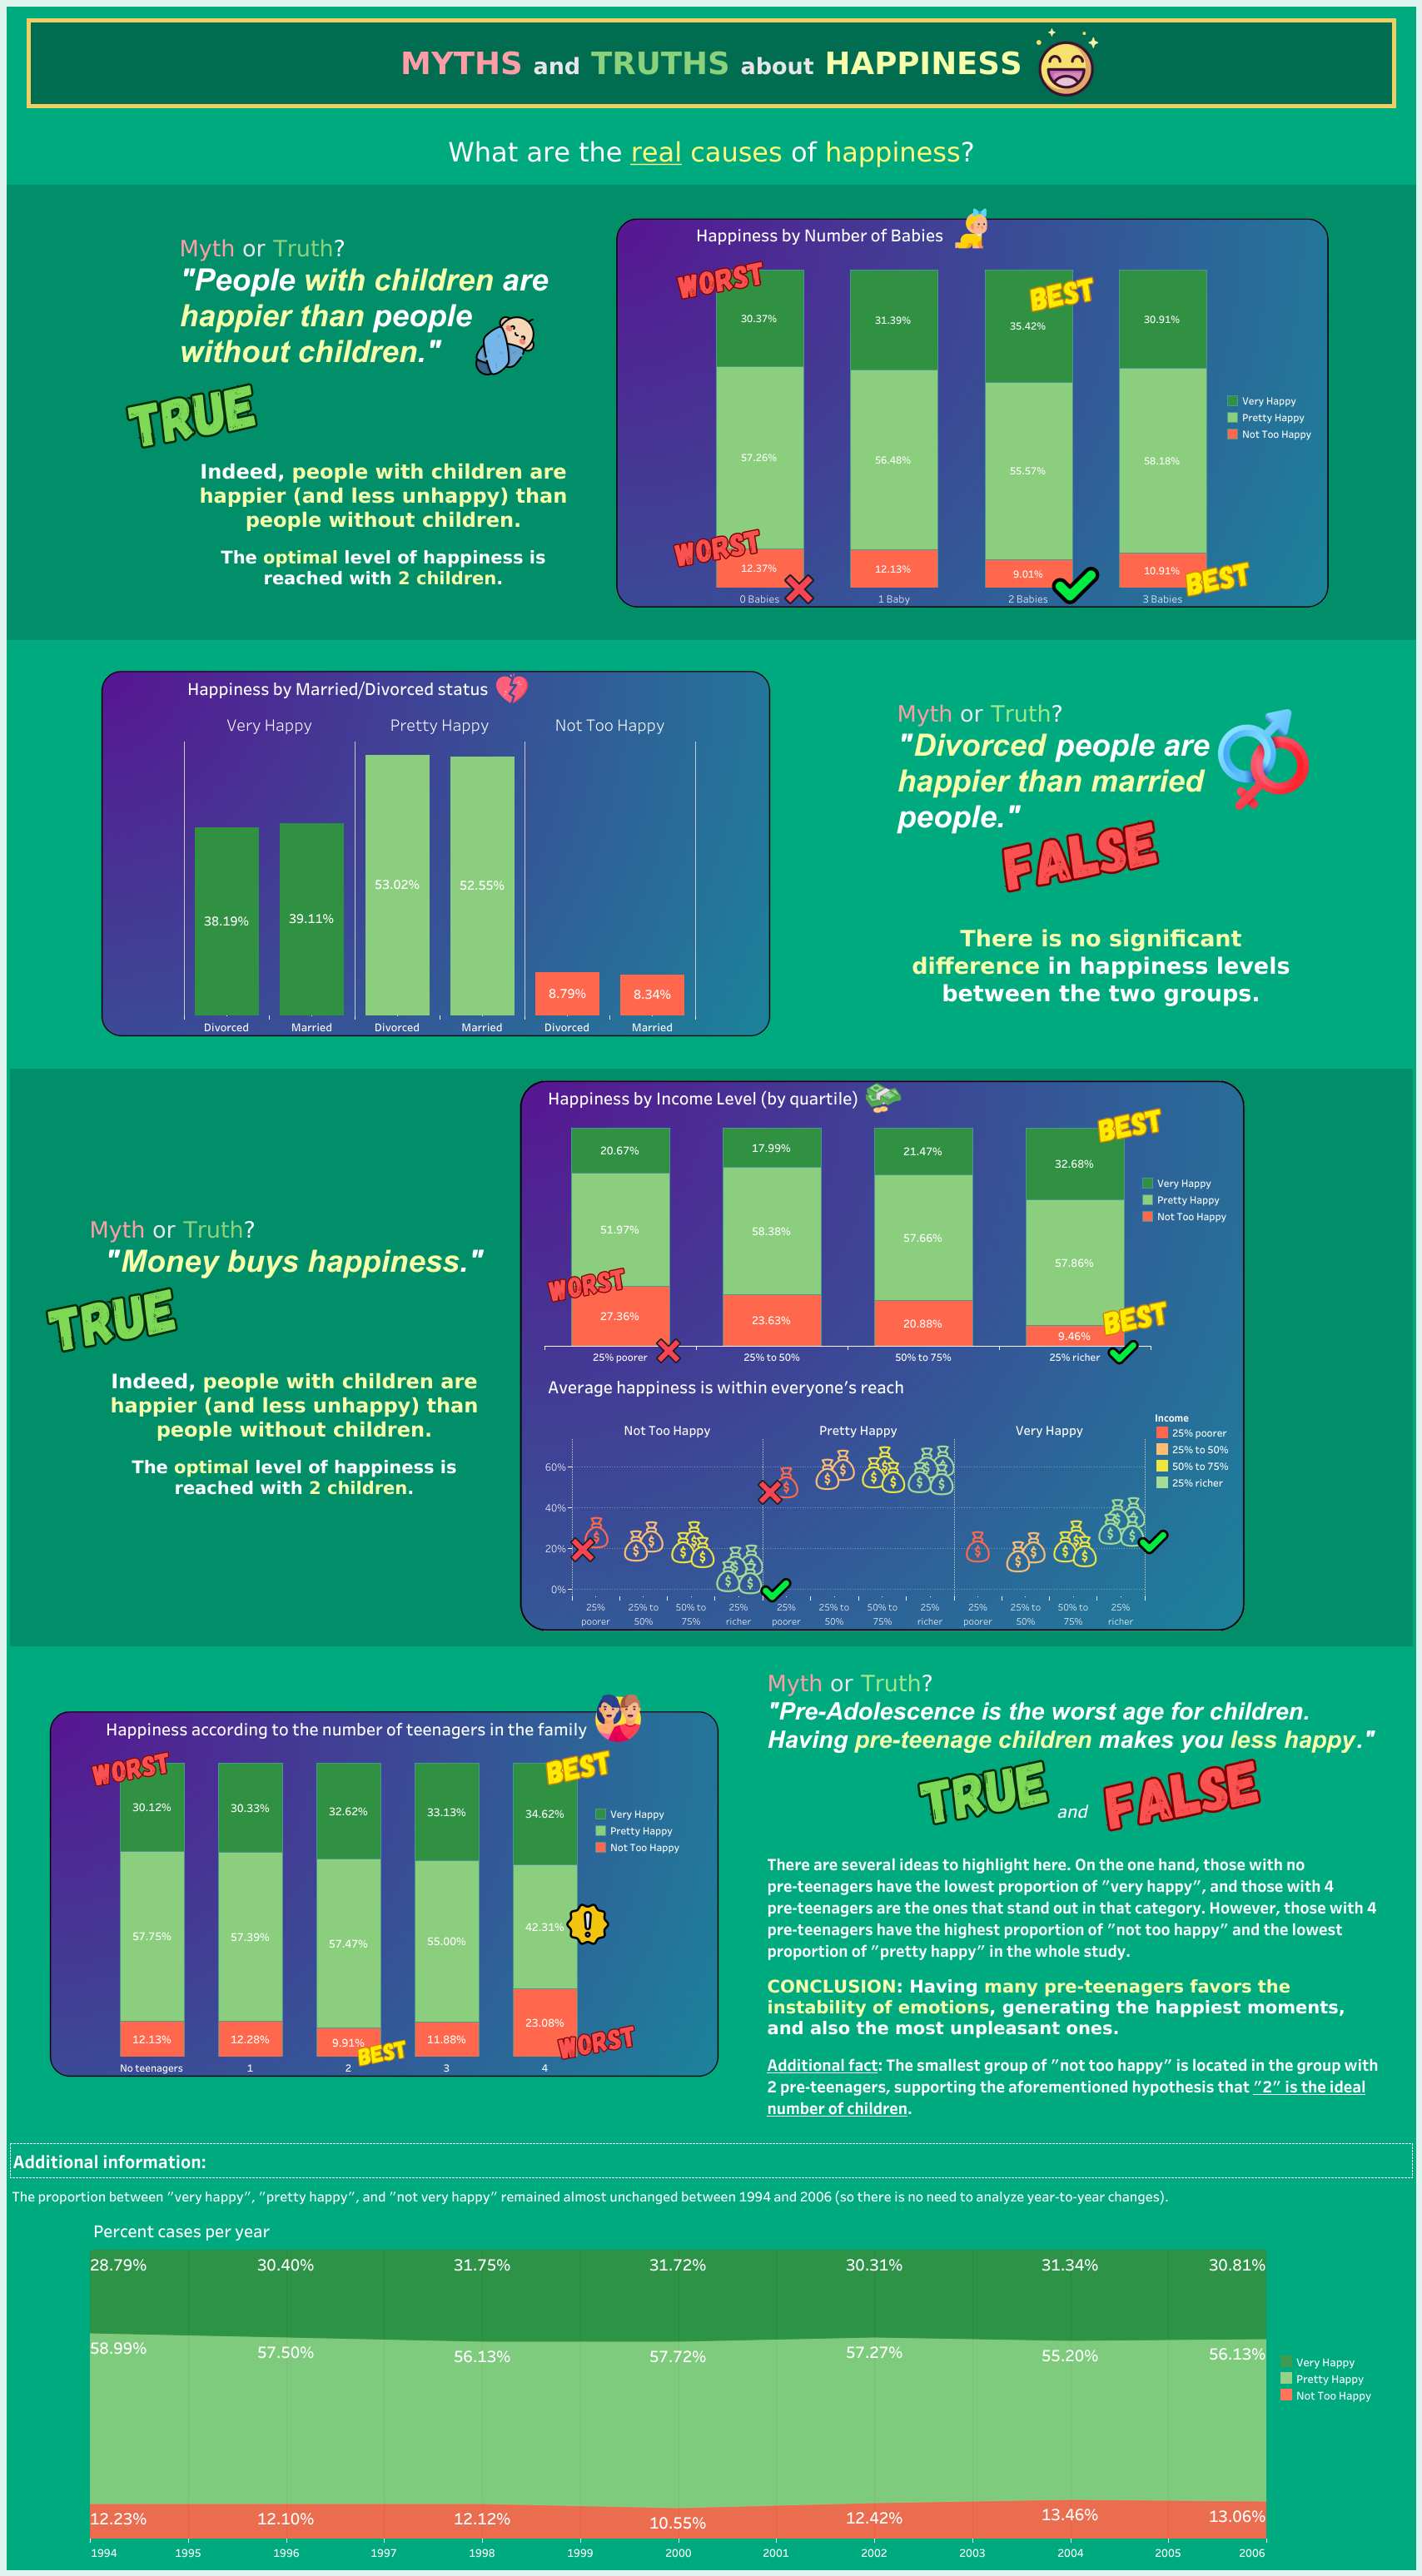 MYTHS and TRUTHS about HAPPINESS
What are the real causes of happiness?
Myth or Truth?
"People with children are
happier than people
without children."
TRUE
Indeed, people with children are
happier (and less unhappy) than
people without children.
The optimal level of happiness is
reached with 2 children.
Happiness by Number of Babies
WORST
BEST
30.37%
31.39%
35.42%
30.91%
Very Happy
Pretty Happy
Not Too Happy
57.26%
56.48%
55.57%
58.18%
WORST
12.37%
12.13%
9.01%
10.91%
BEST
0 Babies
1 Baby
2 Babies
3 Babies
Happiness by Married/Divorced status
Very Happy
Pretty Happy
Not Too Happy
38.19%
39.11%
53.02%
52.55%
8.79%
8.34%
Divorced
Married
Divorced
Married
Divorced
Married
Myth or Truth?
"Divorced people are
happier than married
people."
FALSE
There is no significant
difference in happiness levels
between the two groups.
Myth or Truth?
"Money buys happiness."
TRUE
Indeed, people with children are
happier (and less unhappy) than
people without children.
The optimal level of happiness is
reached with 2 children.
Happiness by Income Level (by quartile)
BEST
20.67%
17.99%
21.47%
32.68%
Very Happy
Pretty Happy
Not Too Happy
51.97%
58.38%
57.66%
57.86%
WORST
27.36%
23.63%
20.88%
9.46%
BEST
25% poorer
25% to 50%
50% to 75%
25% richer
Average happiness is within everyone's reach
Not Too Happy
Pretty Happy
Very Happy
Income
25% poorer
25% to 50%
50% to 75%
25% richer
60%
40%
20%
0%
25% poorer
25% to 50%
50% to 75%
25% richer
25% poorer
25% to 50%
50% to 75%
25% richer
25% poorer
25% to 50%
50% to 75%
25% richer
Happiness according to the number of teenagers in the family
WORST
BEST
30.12%
30.33%
32.62%
33.13%
34.62%
Very Happy
Pretty Happy
Not Too Happy
57.75%
57.39%
57.47%
55.00%
42.31%
12.13%
12.28%
9.91%
11.88%
23.08%
BEST
WORST
No teenagers
1
2
3
4
Myth or Truth?
"Pre-Adolescence is the worst age for children.
Having pre-teenage children makes you less happy."
TRUE and FALSE
There are several ideas to highlight here. On the one hand, those with no
pre-teenagers have the lowest proportion of "very happy", and those with 4
pre-teenagers are the ones that stand out in that category. However, those with 4
pre-teenagers have the highest proportion of "not too happy" and the lowest
proportion of "pretty happy" in the whole study.
CONCLUSION: Having many pre-teenagers favors the
instability of emotions, generating the happiest moments,
and also the most unpleasant ones.
Additional fact: The smallest group of "not too happy" is located in the group with
2 pre-teenagers, supporting the aforementioned hypothesis that "2" is the ideal
number of children.
Additional information:
The proportion between "very happy", "pretty happy", and "not very happy" remained almost unchanged between 1994 and 2006 (so there is no need to analyze year-to-year changes).
Percent cases per year
28.79%
30.40%
31.75%
31.72%
30.31%
31.34%
30.81%
58.99%
57.50%
56.13%
57.72%
57.27%
55.20%
56.13%
Very Happy
Pretty Happy
Not Too Happy
12.23%
12.10%
12.12%
10.55%
12.42%
13.46%
13.06%
1994
1995
1996
1997
1998
1999
2000
2001
2002
2003
2004
2005
2006